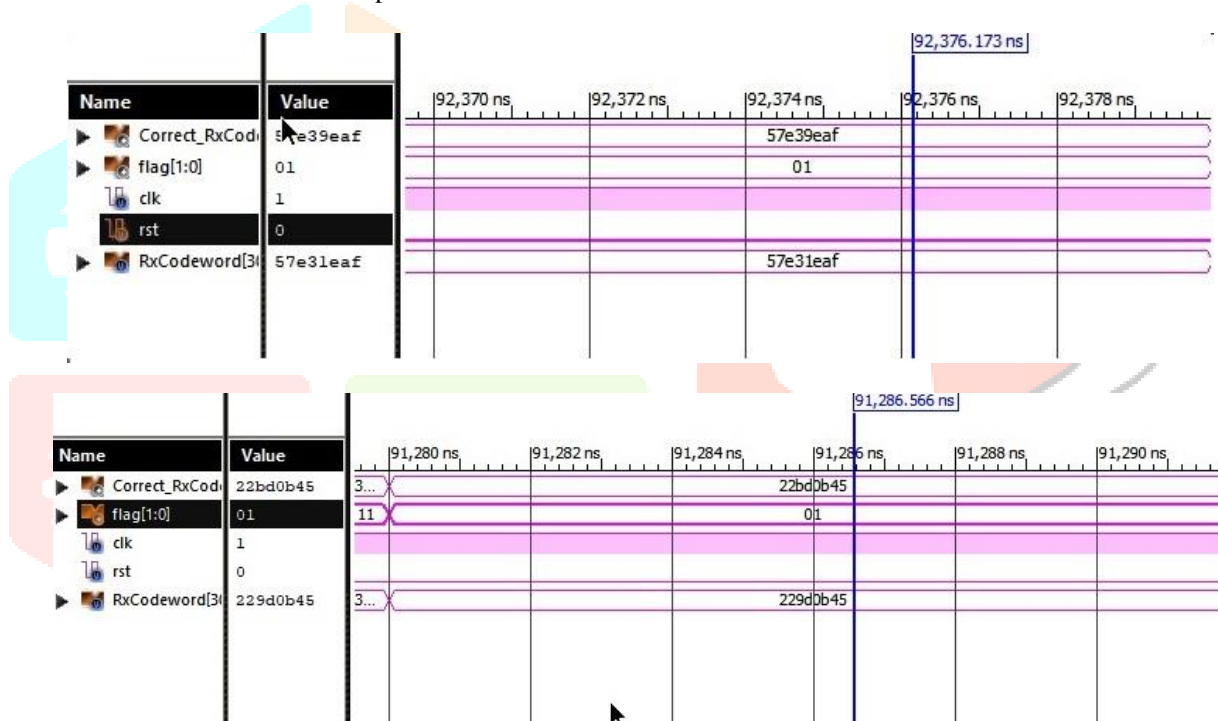 92,376.173 ns
Name Value 92,370 ns 92,372 ns 92,374 ns 92,376 ns 92,378 ns
Correct_RxCod 57e39eaf 57e39eaf
flag[1:0] 01 01
clk 1
rst 0
RxCodeword[3 57e31eaf 57e31eaf
91,286.566 ns
Name Value 91,280 ns 91,282 ns 91,284 ns 91,286 ns 91,288 ns 91,290 ns
Correct_RxCod 22bd0b45 3... 22bd0b45
flag[1:0] 01 11 01
clk 1
rst 0
RxCodeword[3 229d0b45 3... 229d0b45